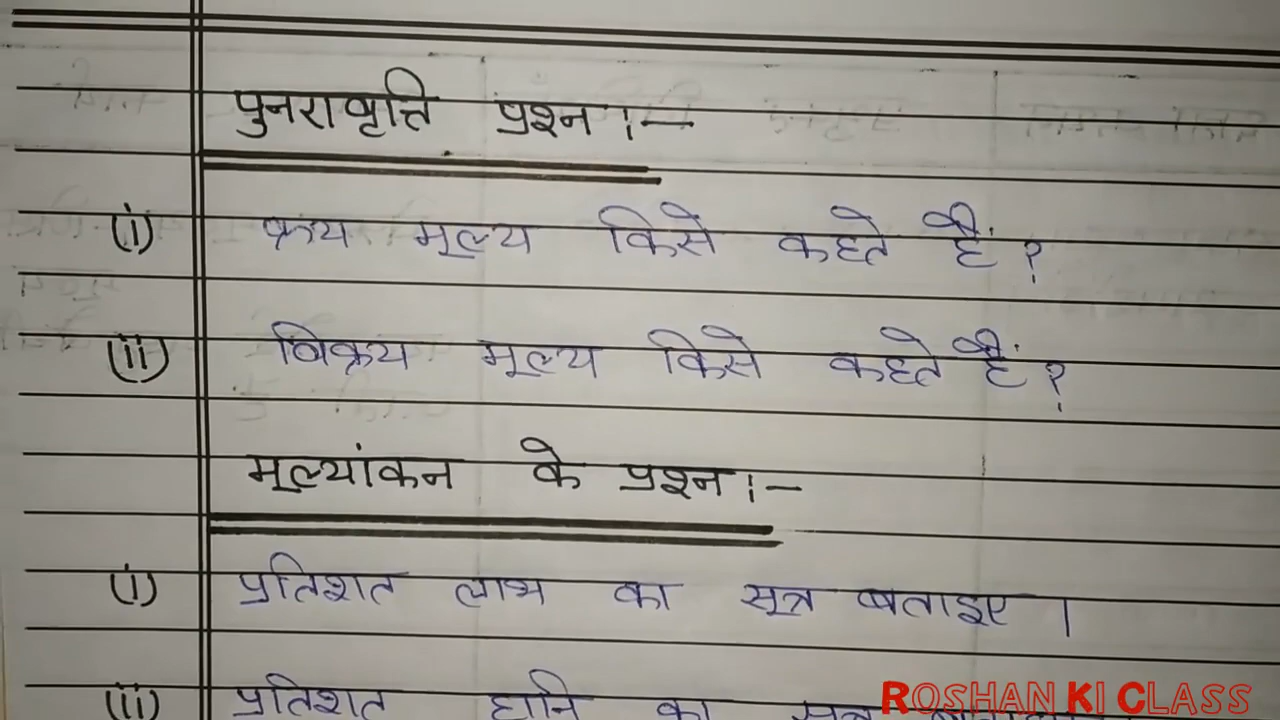 पुनरावृत्ति प्रश्न :—
(i) क्रय मूल्य किसे कहते हैं ?
(ii) विक्रय मूल्य किसे कहते हैं ?
मूल्यांकन के प्रश्न :—
(i) प्रतिशत लाभ का सूत्र बताइए ।
(ii) प्रतिशत हानि का सूत्र
ROSHAN KI CLASS